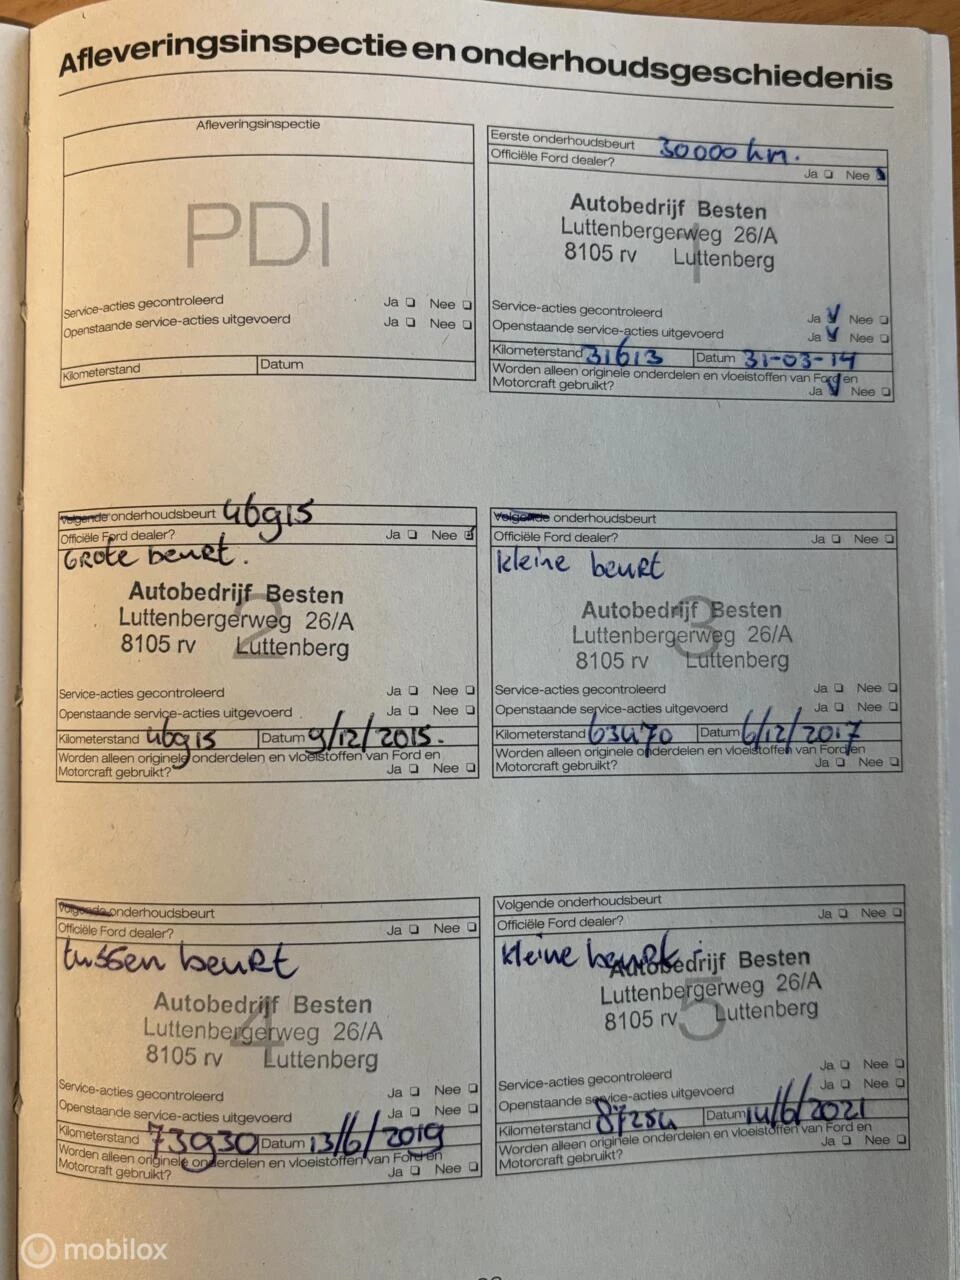 Afleveringsinspectie en onderhoudsgeschiedenis
Afleveringsinspectie
PDI
Service-acties gecontroleerd Ja Nee
Openstaande service-acties uitgevoerd Ja Nee
Kilometerstand Datum
Eerste onderhoudsbeurt 30000 km.
Officiële Ford dealer? Ja Nee
1
Autobedrijf Besten
Luttenbergerweg 26/A
8105 rv Luttenberg
Service-acties gecontroleerd Ja Nee
Openstaande service-acties uitgevoerd Ja Nee
Kilometerstand 31613 Datum 31-03-14
Worden alleen originele onderdelen en vloeistoffen van Ford en
Motorcraft gebruikt? Ja Nee
Volgende onderhoudsbeurt 46915
Officiële Ford dealer? Ja Nee
Grote beurt.
2
Autobedrijf Besten
Luttenbergerweg 26/A
8105 rv Luttenberg
Service-acties gecontroleerd Ja Nee
Openstaande service-acties uitgevoerd Ja Nee
Kilometerstand 46915 Datum 9/12/2015.
Worden alleen originele onderdelen en vloeistoffen van Ford en
Motorcraft gebruikt? Ja Nee
Volgende onderhoudsbeurt
Officiële Ford dealer? Ja Nee
kleine beurt
3
Autobedrijf Besten
Luttenbergerweg 26/A
8105 rv Luttenberg
Service-acties gecontroleerd Ja Nee
Openstaande service-acties uitgevoerd Ja Nee
Kilometerstand 63470 Datum 6/12/2017
Worden alleen originele onderdelen en vloeistoffen van Ford en
Motorcraft gebruikt? Ja Nee
Volgende onderhoudsbeurt
Officiële Ford dealer? Ja Nee
tussen beurt
4
Autobedrijf Besten
Luttenbergerweg 26/A
8105 rv Luttenberg
Service-acties gecontroleerd Ja Nee
Openstaande service-acties uitgevoerd Ja Nee
Kilometerstand 73930 Datum 13/6/2019
Worden alleen originele onderdelen en vloeistoffen van Ford en
Motorcraft gebruikt? Ja Nee
Volgende onderhoudsbeurt
Officiële Ford dealer? Ja Nee
kleine beurt
5
Autobedrijf Besten
Luttenbergerweg 26/A
8105 rv Luttenberg
Service-acties gecontroleerd Ja Nee
Openstaande service-acties uitgevoerd Ja Nee
Kilometerstand 87254 Datum 14/6/2021
Worden alleen originele onderdelen en vloeistoffen van Ford en
Motorcraft gebruikt? Ja Nee
mobilox